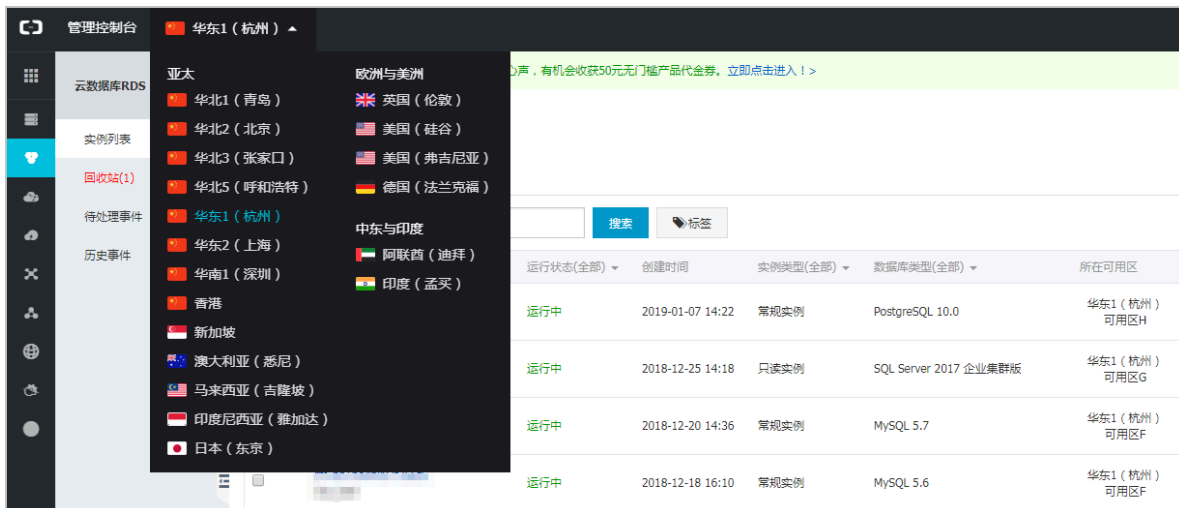 管理控制台
华东1（杭州）
心声，有机会收获50元无门槛产品代金券。立即点击进入！>
云数据库RDS
实例列表
回收站(1)
待处理事件
历史事件
亚太
华北1（青岛）
华北2（北京）
华北3（张家口）
华北5（呼和浩特）
华东1（杭州）
华东2（上海）
华南1（深圳）
香港
新加坡
澳大利亚（悉尼）
马来西亚（吉隆坡）
印度尼西亚（雅加达）
日本（东京）
欧洲与美洲
英国（伦敦）
美国（硅谷）
美国（弗吉尼亚）
德国（法兰克福）
中东与印度
阿联酋（迪拜）
印度（孟买）
搜索
标签
运行状态(全部) 创建时间 实例类型(全部) 数据库类型(全部) 所在可用区
运行中 2019-01-07 14:22 常规实例 PostgreSQL 10.0 华东1（杭州）
可用区H
运行中 2018-12-25 14:18 只读实例 SQL Server 2017 企业集群版 华东1（杭州）
可用区G
运行中 2018-12-20 14:36 常规实例 MySQL 5.7 华东1（杭州）
可用区F
运行中 2018-12-18 16:10 常规实例 MySQL 5.6 华东1（杭州）
可用区F